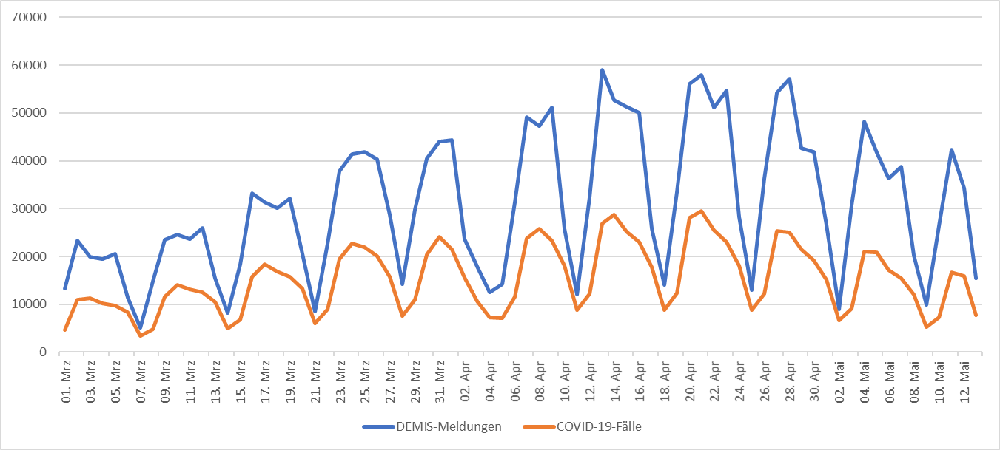 70000
60000
50000
40000
30000
20000
10000
0
01. Mrz
03. Mrz
05. Mrz
07. Mrz
09. Mrz
11. Mrz
13. Mrz
15. Mrz
17. Mrz
19. Mrz
21. Mrz
23. Mrz
25. Mrz
27. Mrz
29. Mrz
31. Mrz
02. Apr
04. Apr
06. Apr
08. Apr
10. Apr
12. Apr
14. Apr
16. Apr
18. Apr
20. Apr
22. Apr
24. Apr
26. Apr
28. Apr
30. Apr
02. Mai
04. Mai
06. Mai
08. Mai
10. Mai
12. Mai
DEMIS-Meldungen
COVID-19-Fälle